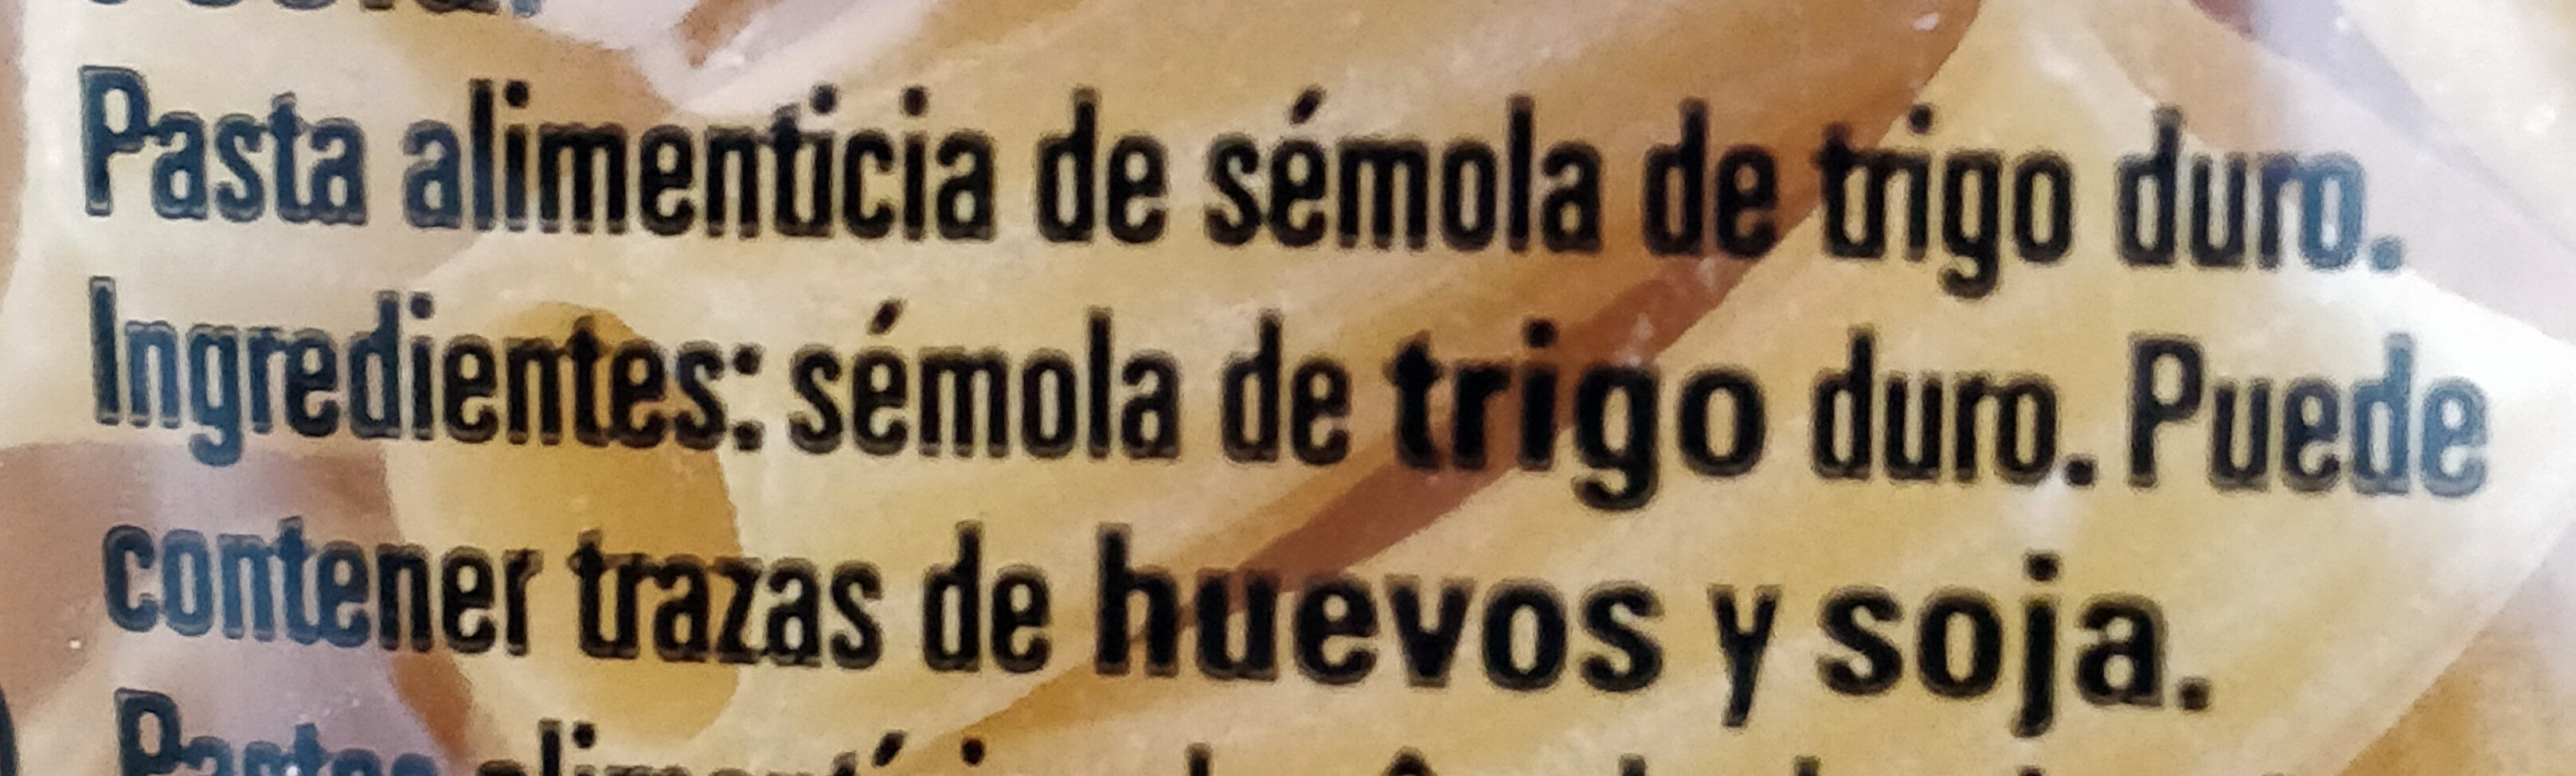 Pasta alimenticia de sémola de trigo duro.
Ingredientes: sémola de trigo duro. Puede
contener trazas de huevos y soja.